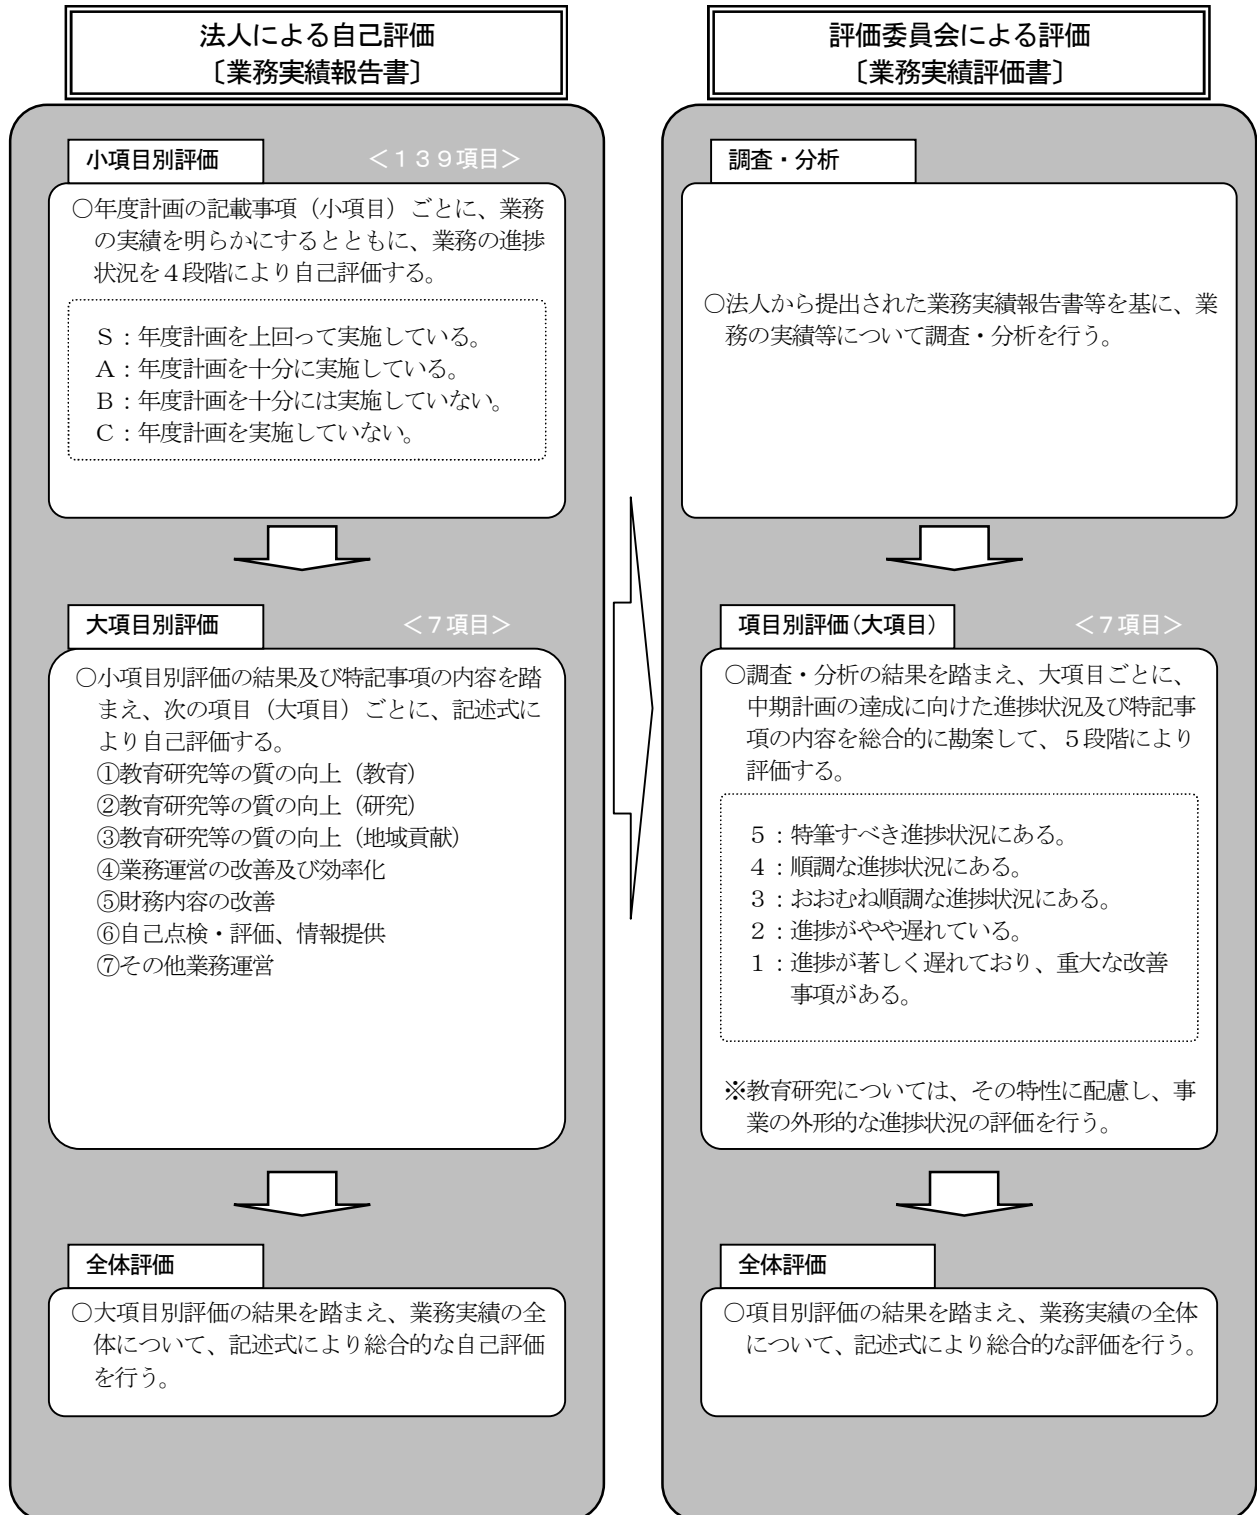 法人による自己評価
〔業務実績報告書〕
小項目別評価
<139項目>
○年度計画の記載事項（小項目）ごとに、業務
の実績を明らかにするとともに、業務の進捗
状況を４段階により自己評価する。
Ｓ：年度計画を上回って実施している。
Ａ：年度計画を十分に実施している。
Ｂ：年度計画を十分には実施していない。
Ｃ：年度計画を実施していない。
大項目別評価
<７項目>
○小項目別評価の結果及び特記事項の内容を踏
まえ、次の項目（大項目）ごとに、記述式に
より自己評価する。
①教育研究等の質の向上（教育）
②教育研究等の質の向上（研究）
③教育研究等の質の向上（地域貢献）
④業務運営の改善及び効率化
⑤財務内容の改善
⑥自己点検・評価、情報提供
⑦その他業務運営
全体評価
○大項目別評価の結果を踏まえ、業務実績の全
体について、記述式により総合的な自己評価
を行う。
評価委員会による評価
〔業務実績評価書〕
調査・分析
○法人から提出された業務実績報告書等を基に、業
務の実績等について調査・分析を行う。
項目別評価（大項目）
<７項目>
○調査・分析の結果を踏まえ、大項目ごとに、
中期計画の達成に向けた進捗状況及び特記事
項の内容を総合的に勘案して、５段階により
評価する。
５：特筆すべき進捗状況にある。
４：順調な進捗状況にある。
３：おおむね順調な進捗状況にある。
２：進捗がやや遅れている。
１：進捗が著しく遅れており、重大な改善
事項がある。
※教育研究については、その特性に配慮し、事
業の外形的な進捗状況の評価を行う。
全体評価
○項目別評価の結果を踏まえ、業務実績の全体
について、記述式により総合的な評価を行う。